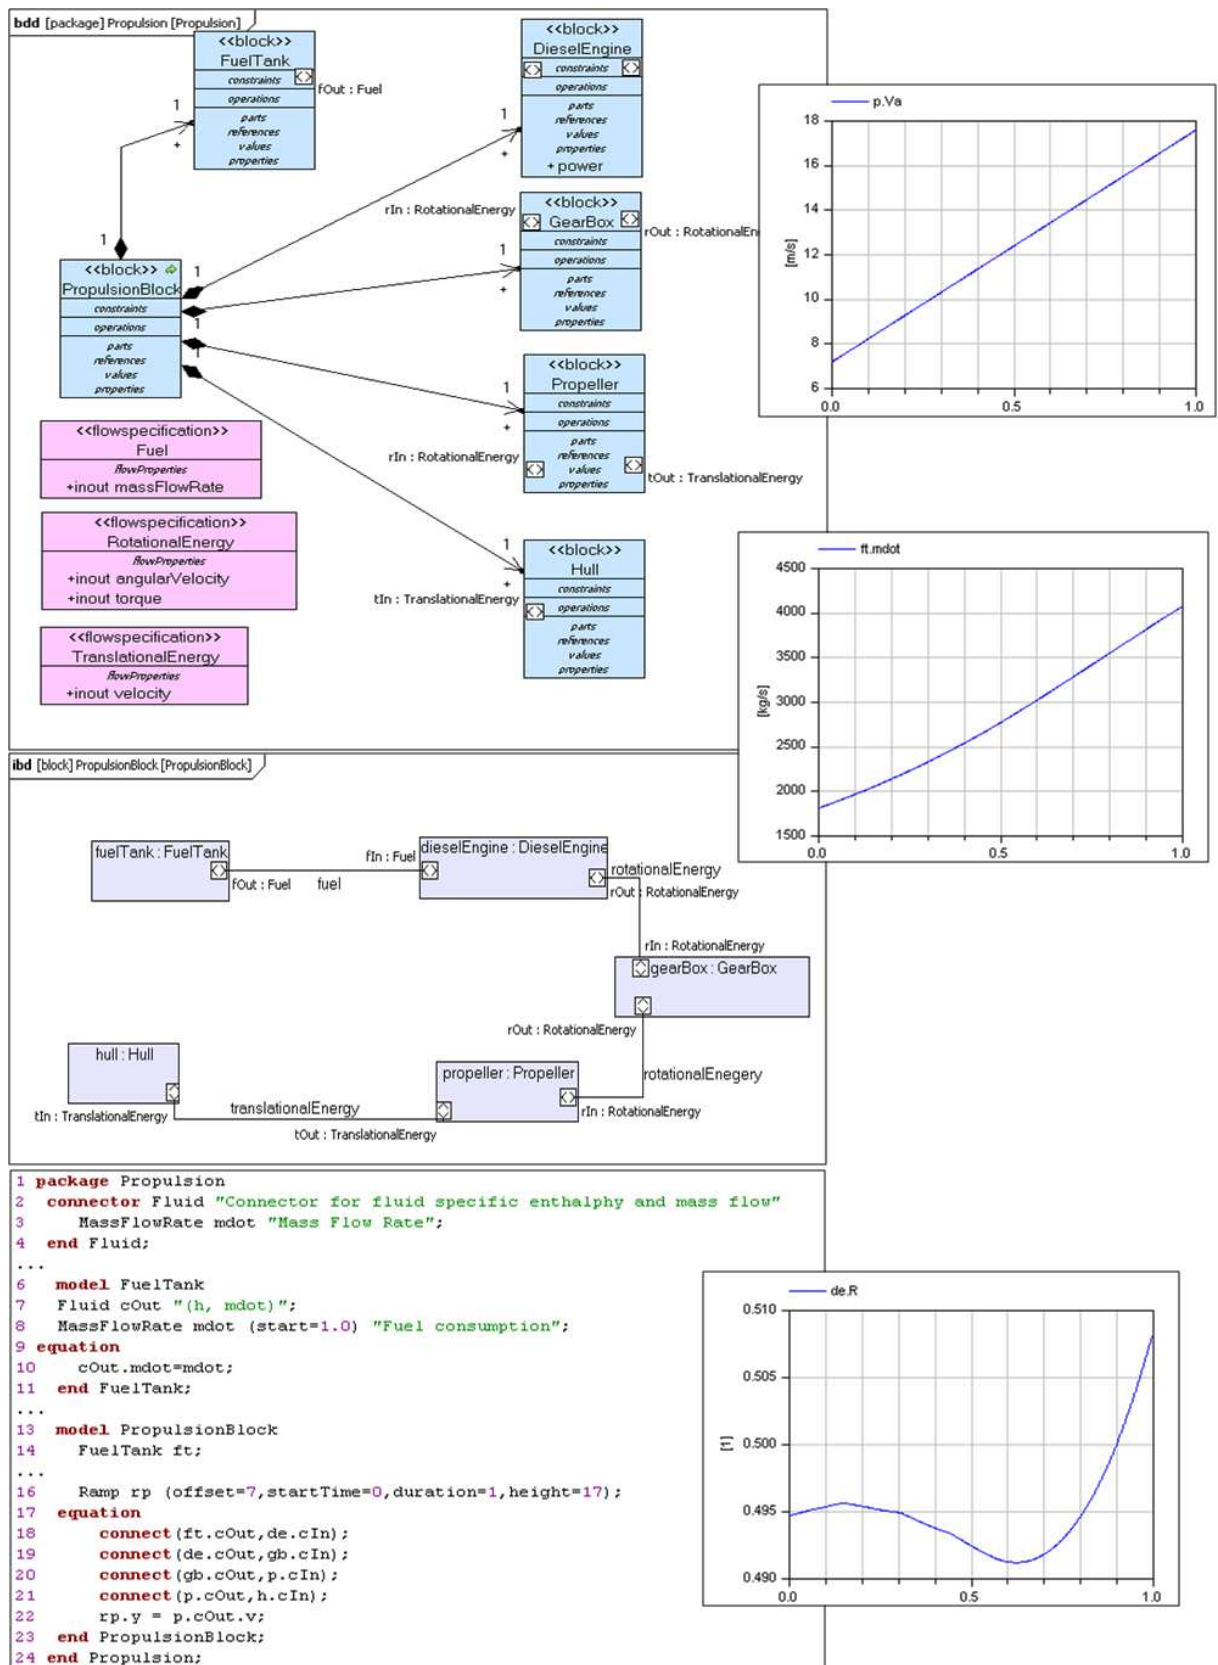 bdd [package] Propulsion [Propulsion]
<<block>>
FuelTank
constraints
operations
parts
references
values
properties
fOut : Fuel
1
+
1
<<block>>
DieselEngine
constraints
operations
parts
references
values
properties
+power
1
+
rIn : RotationalEnergy
<<block>>
GearBox
constraints
operations
parts
references
values
properties
rOut : RotationalEn
1
+
<<block>>
PropulsionBlock
constraints
operations
parts
references
values
properties
1
1
1
<<block>>
Propeller
constraints
operations
parts
references
values
properties
1
+
rIn : RotationalEnergy
tOut : TranslationalEnergy
<<block>>
Hull
constraints
operations
parts
references
values
properties
1
+
tIn : TranslationalEnergy
<<flowspecification>>
Fuel
flowProperties
+inout massFlowRate
<<flowspecification>>
RotationalEnergy
flowProperties
+inout angularVelocity
+inout torque
<<flowspecification>>
TranslationalEnergy
flowProperties
+inout velocity
p.Va
18
16
14
12
10
8
6
[m/s]
0.0 0.5 1.0
ft.mdot
4500
4000
3500
3000
2500
2000
1500
[kg/s]
0.0 0.5 1.0
ibd [block] PropulsionBlock [PropulsionBlock]
fuelTank : FuelTank
fOut : Fuel
fuel
fIn : Fuel
dieselEngine : DieselEngine
rotationalEnergy
rOut : RotationalEnergy
rIn : RotationalEnergy
gearBox : GearBox
rOut : RotationalEnergy
rotationalEnegery
hull : Hull
propeller : Propeller
rIn : RotationalEnergy
translationalEnergy
tIn : TranslationalEnergy
tOut : TranslationalEnergy
1 package Propulsion
2 connector Fluid "Connector for fluid specific enthalphy and mass flow"
3 MassFlowRate mdot "Mass Flow Rate";
4 end Fluid;
...
6 model FuelTank
7 Fluid cOut "(h, mdot)";
8 MassFlowRate mdot (start=1.0) "Fuel consumption";
9 equation
10 cOut.mdot=mdot;
11 end FuelTank;
...
13 model PropulsionBlock
14 FuelTank ft;
...
16 Ramp rp (offset=7,startTime=0,duration=1,height=17);
17 equation
18 connect(ft.cOut,de.cIn);
19 connect(de.cOut,gb.cIn);
20 connect(gb.cOut,p.cIn);
21 connect(p.cOut,h.cIn);
22 rp.y = p.cOut.v;
23 end PropulsionBlock;
24 end Propulsion;
de.R
0.510
0.505
0.500
0.495
0.490
[1]
0.0 0.5 1.0